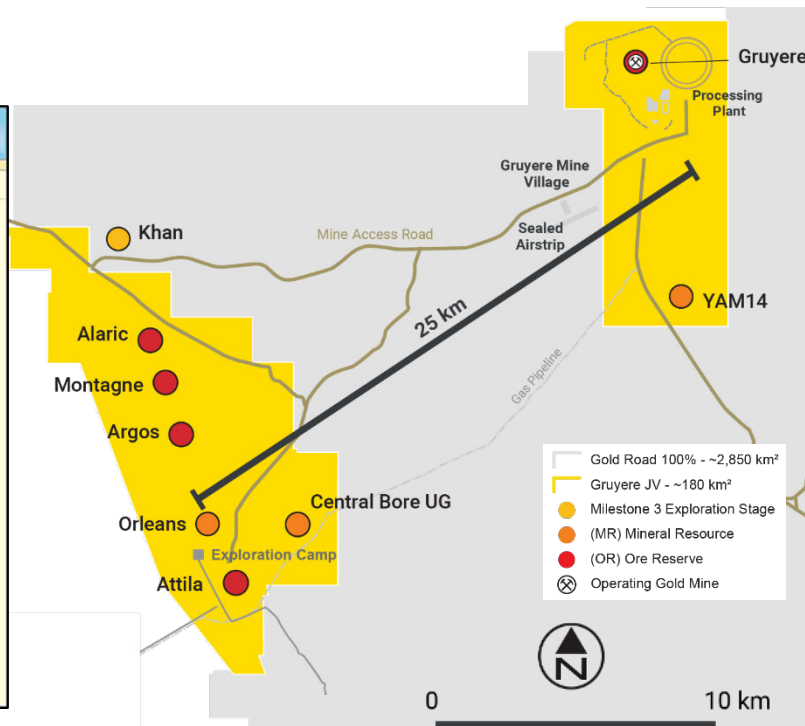 Gruyere
Processing
Plant
Gruyere Mine
Village
Sealed
Airstrip
Khan
Mine Access Road
YAM14
25 km
Alaric
Montagne
Gas Pipeline
Argos
Central Bore UG
Orleans
Exploration Camp
Attila
Gold Road 100% - ~2,850 km²
Gruyere JV - ~180 km²
Milestone 3 Exploration Stage
(MR) Mineral Resource
(OR) Ore Reserve
Operating Gold Mine
N
0
10 km